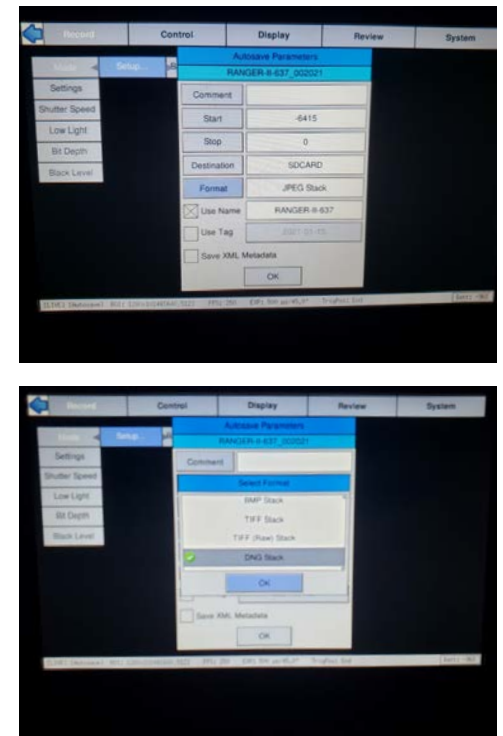 Record Control Display Review System
Mode Setup...
Autosave Parameters
RANGER-II-637_002021
Settings
Shutter Speed
Low Light
Bit Depth
Black Level
Comment
Start -6415
Stop 0
Destination SDCARD
Format JPEG Stack
Use Name RANGER-II-637
Use Tag
Save XML Metadata
OK
Record Control Display Review System
Mode Setup...
Autosave Parameters
RANGER-II-637_002021
Settings
Shutter Speed
Low Light
Bit Depth
Black Level
Comment
Select Format
BMP Stack
TIFF Stack
TIFF (Raw) Stack
DNG Stack
OK
Save XML Metadata
OK